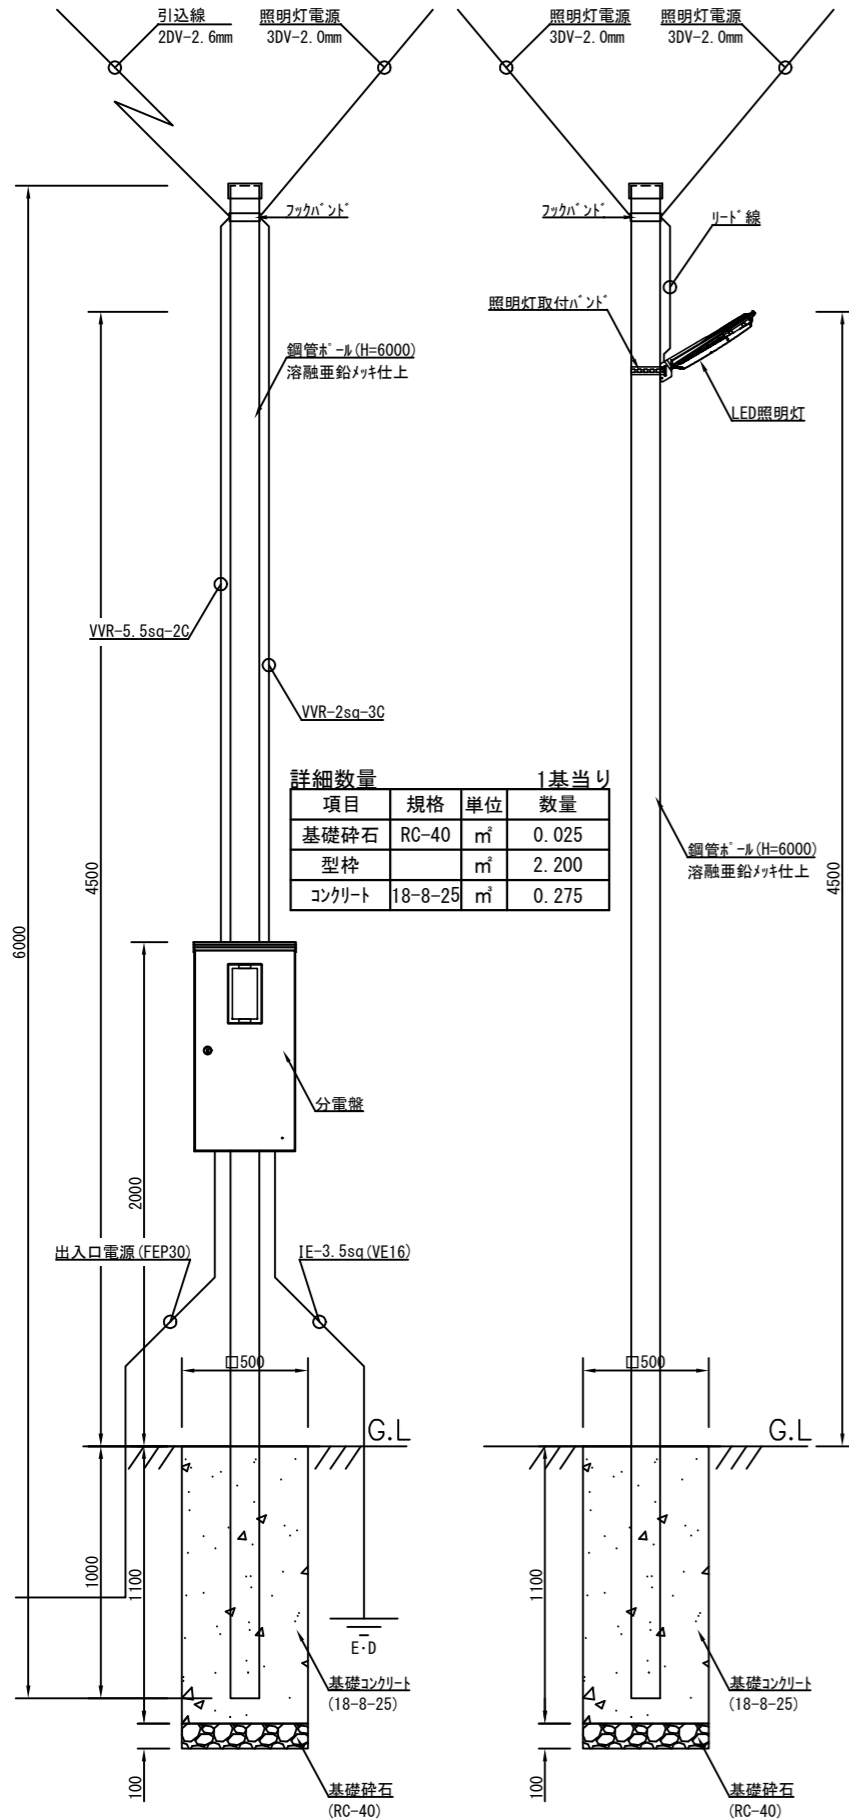 引込線
2DV-2.6mm
照明灯電源
3DV-2.0mm
照明灯電源
3DV-2.0mm
照明灯電源
3DV-2.0mm
フックバンド
フックバンド
リード線
照明灯取付バンド
鋼管ポール(H=6000)
溶融亜鉛メッキ仕上
LED照明灯
VVR-5.5sq-2C
VVR-2sq-3C
詳細数量 1基当り
項目 規格 単位 数量
基礎砕石 RC-40 ㎡ 0.025
型枠 ㎡ 2.200
コンクリート 18-8-25 ㎥ 0.275
鋼管ポール(H=6000)
溶融亜鉛メッキ仕上
4500
4500
6000
分電盤
2000
出入口電源(FEP30)
IE-3.5sq(VE16)
□500
□500
G.L
G.L
1000
1100
1100
E・D
基礎コンクリート
(18-8-25)
基礎コンクリート
(18-8-25)
100
100
基礎砕石
(RC-40)
基礎砕石
(RC-40)